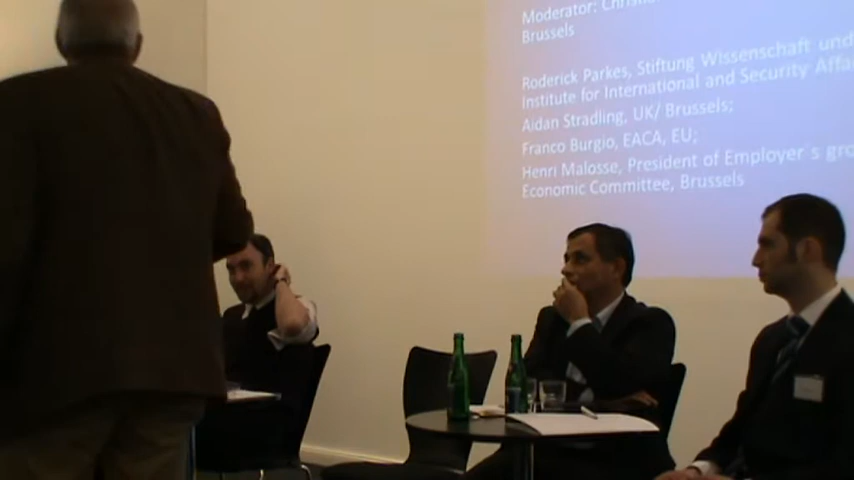 Moderator:
Brussels
Roderick Parkes, Stiftung Wissenschaft und
Institute for International and Security Affa
Aidan Stradling, UK/ Brussels;
Franco Burgio, EACA, EU;
Henri Malosse, President of Employer s gro
Economic Committee, Brussels